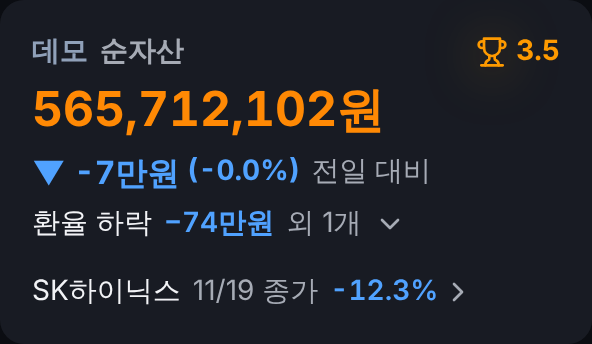 데모 순자산 3.5
565,712,102원
▼ -7만원 (-0.0%) 전일 대비
환율 하락 -74만원 외 1개
SK하이닉스 11/19 종가 -12.3%